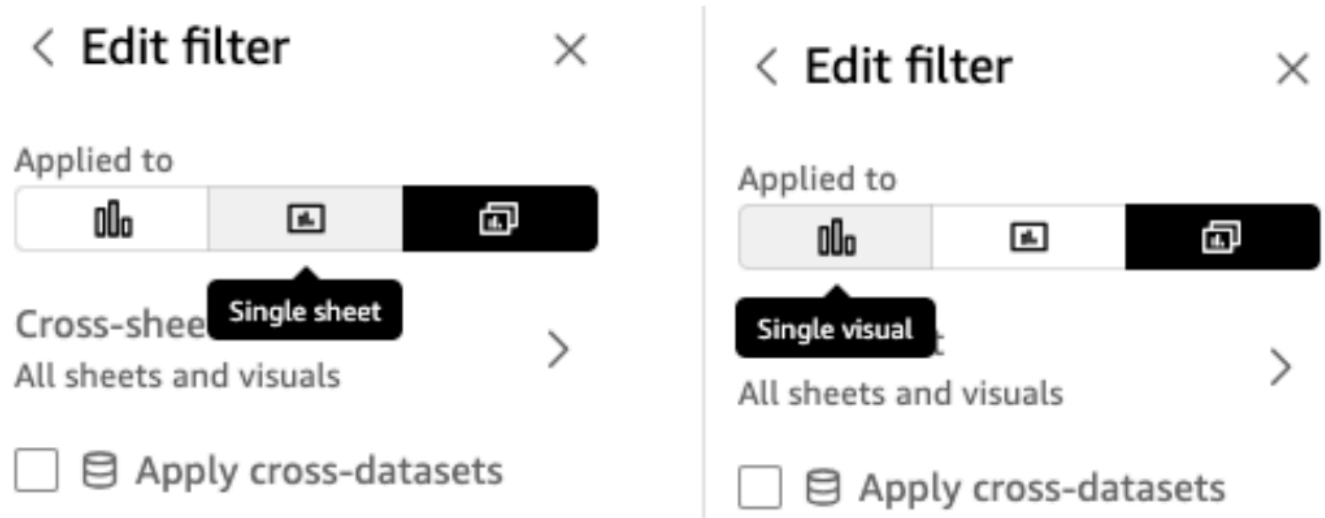 Edit filter
Applied to
Single sheet
Cross-shee
All sheets and visuals
Apply cross-datasets
Edit filter
Applied to
Single visual
t
All sheets and visuals
Apply cross-datasets